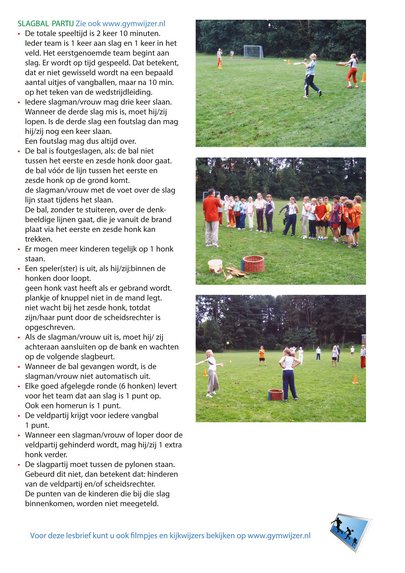 SLAGBAL PARTIJ Zie ook www.gymwijzer.nl
• De totale speeltijd is 2 keer 10 minuten.
Ieder team is 1 keer aan slag en 1 keer in het
veld. Het eerstgenoemde team begint aan
slag. Er wordt op tijd gespeeld. Dat betekent,
dat er niet gewisseld wordt na een bepaald
aantal uitjes of vangballen, maar na 10 min.
op het teken van de wedstrijdleiding.
• Iedere slagman/vrouw mag drie keer slaan.
Wanneer de derde slag mis is, moet hij/zij
lopen. Is de derde slag een foutslag dan mag
hij/zij nog een keer slaan.
Een foutslag mag dus altijd over.
• De bal is foutgeslagen, als: de bal niet
tussen het eerste en zesde honk door gaat.
de bal vóór de lijn tussen het eerste en
zesde honk op de grond komt.
de slagman/vrouw met de voet over de slag
lijn staat tijdens het slaan.
De bal, zonder te stuiteren, over de denk-
beeldige lijnen gaat, die je vanuit de brand
plaat via het eerste en zesde honk kan
trekken.
• Er mogen meer kinderen tegelijk op 1 honk
staan.
• Een speler(ster) is uit, als hij/zij:binnen de
honken door loopt.
geen honk vast heeft als er gebrand wordt.
plankje of knuppel niet in de mand legt.
niet wacht bij het zesde honk, totdat
zijn/haar punt door de scheidsrechter is
opgeschreven.
• Als de slagman/vrouw uit is, moet hij/ zij
achteraan aansluiten op de bank en wachten
op de volgende slagbeurt.
• Wanneer de bal gevangen wordt, is de
slagman/vrouw niet automatisch uit.
• Elke goed afgelegde ronde (6 honken) levert
voor het team dat aan slag is 1 punt op.
Ook een homerun is 1 punt.
• De veldpartij krijgt voor iedere vangbal
1 punt.
• Wanneer een slagman/vrouw of loper door de
veldpartij gehinderd wordt, mag hij/zij 1 extra
honk verder.
• De slagpartij moet tussen de pylonen staan.
Gebeurd dit niet, dan betekent dat: hinderen
van de veldpartij en/of scheidsrechter.
De punten van de kinderen die bij die slag
binnenkomen, worden niet meegeteld.
Voor deze lesbrief kunt u ook filmpjes en kijkwijzers bekijken op www.gymwijzer.nl